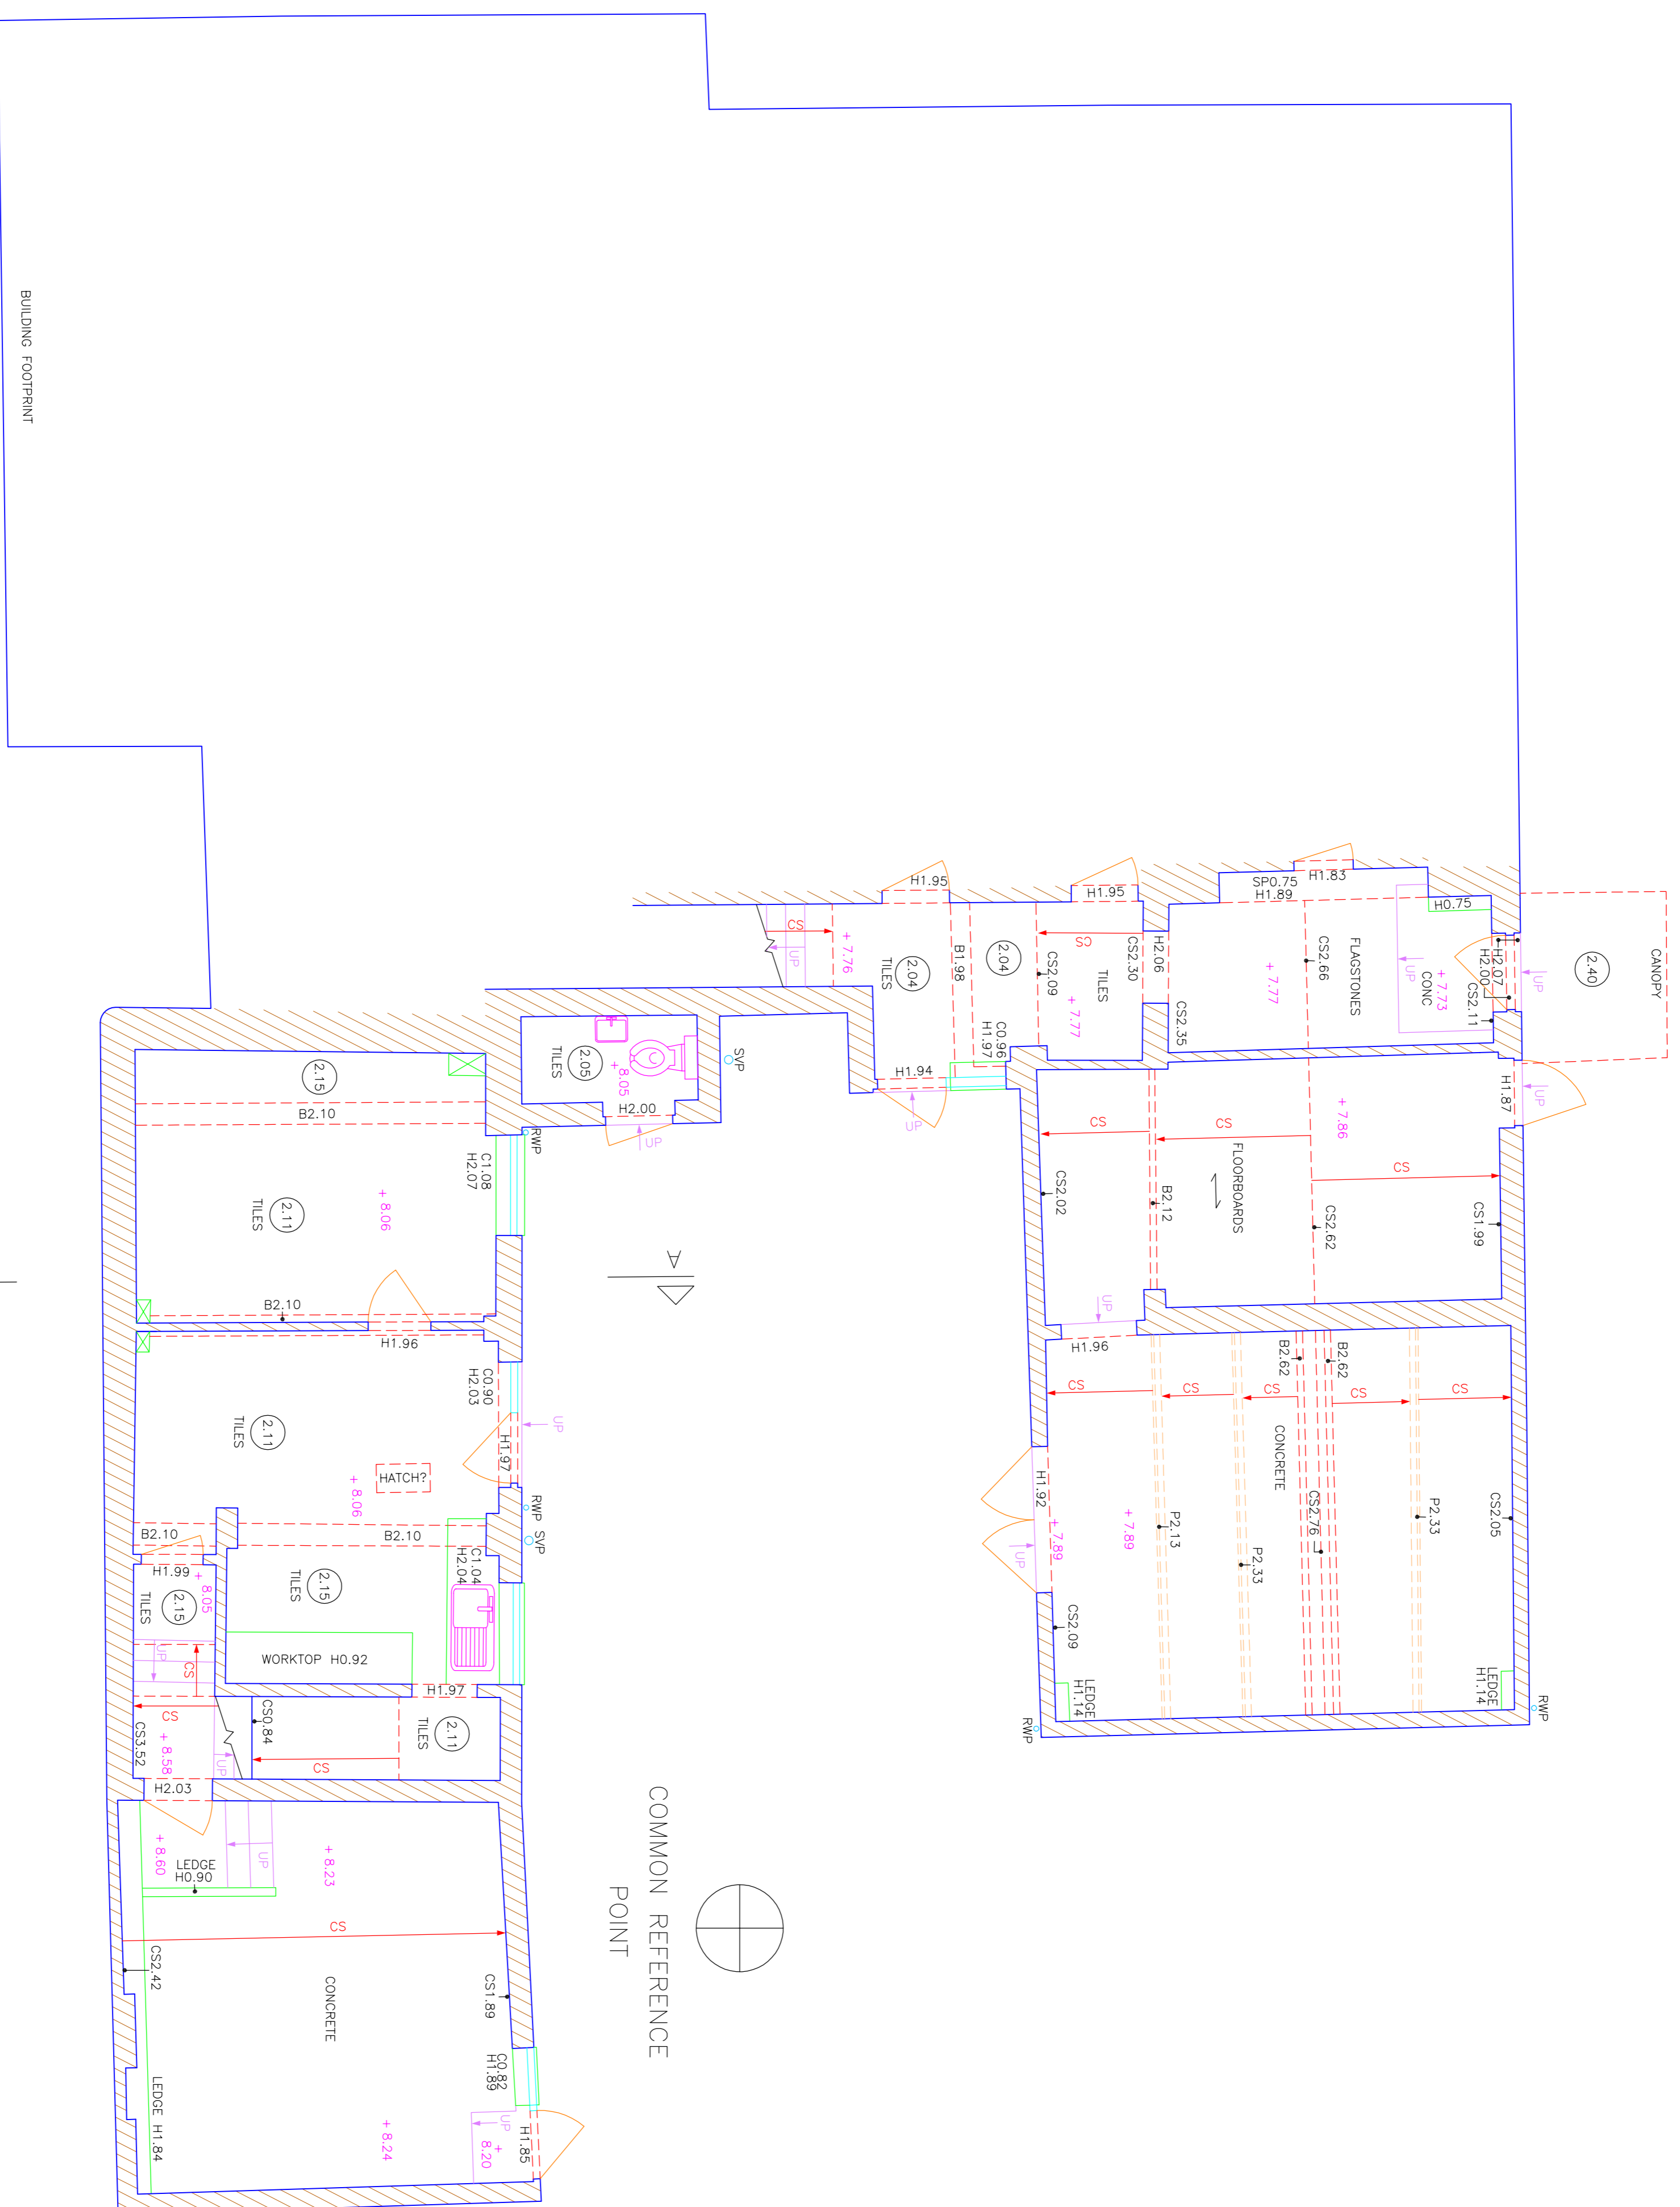 CANOPY
2.40
UP
UP
H2.07
H2.00
CS2.11
H1.87
H0.75
+ 7.73
CONC
UP
H1.83
SP0.75
H1.89
FLAGSTONES
CS2.66
+ 7.77
CS2.35
H2.06
CS2.30
TILES
CS
CS2.09
+ 7.77
H1.95
2.04
C0.96
H1.97
B1.98
H1.95
2.04
TILES
+ 7.76
CS
UP
H1.94
UP
+ 7.86
CS
CS
CS
CS1.99
CS2.62
FLOORBOARDS
B2.12
CS2.02
UP
H1.96
B2.62
B2.62
CS
CS
CS
CS
CS
CONCRETE
CS2.76
CS2.05
P2.33
P2.33
P2.13
+ 7.89
H1.92
+ 7.89
UP
CS2.09
LEDGE
H1.14
LEDGE
H1.14
RWP
RWP
SVP
2.05
TILES
+ 8.05
H2.00
UP
RWP
C1.08
H2.07
2.15
B2.10
2.11
TILES
+ 8.06
B2.10
A
H1.96
C0.90
H2.03
UP
H1.97
2.11
TILES
HATCH?
+ 8.06
RWP
SVP
B2.10
B2.10
C1.04
H2.04
2.15
TILES
H1.99
+ 8.05
2.15
TILES
UP
CS
WORKTOP H0.92
H1.97
CS
CS3.52
+ 8.58
UP
CS0.84
CS
2.11
TILES
H2.03
+ 8.60
LEDGE
H0.90
UP
+ 8.23
CS
CS2.42
CS1.89
CONCRETE
LEDGE H1.84
C0.82
H1.89
UP
+ 8.20
H1.85
+ 8.24
COMMON REFERENCE
POINT
BUILDING FOOTPRINT